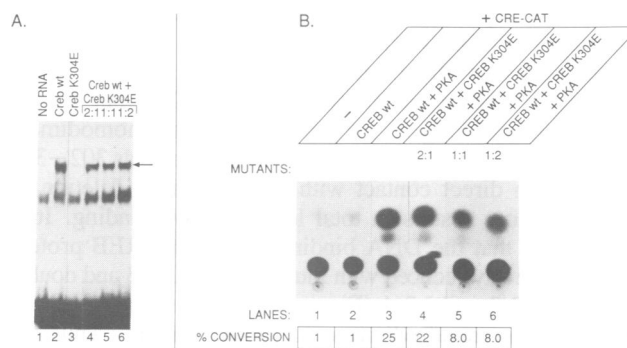 A.
No RNA
Creb wt
Creb K304E
Creb wt +
Creb K304E
2:1 1:1 1:2
1 2 3 4 5 6
B.
+ CRE-CAT
–
CREB wt
CREB wt + PKA
CREB wt + CREB K304E
+ PKA
CREB wt + CREB K304E
+ PKA
CREB wt + CREB K304E
+ PKA
MUTANTS: 2:1 1:1 1:2
LANES: 1 2 3 4 5 6
% CONVERSION 1 1 25 22 8.0 8.0